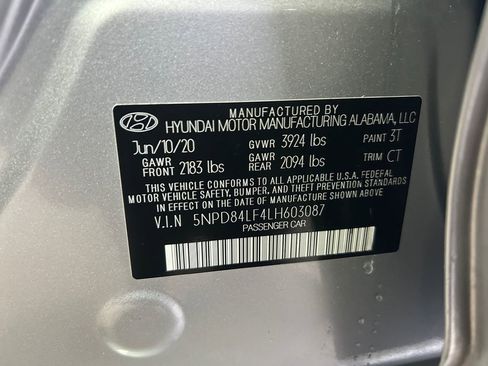 MANUFACTURED BY
HYUNDAI MOTOR MANUFACTURING ALABAMA, LLC
Jun/10/20 GVWR 3924 lbs PAINT 3T
GAWR FRONT 2183 lbs GAWR REAR 2094 lbs TRIM CT
THIS VEHICLE CONFORMS TO ALL APPLICABLE U.S.A. FEDERAL
MOTOR VEHICLE SAFETY, BUMPER, AND THEFT PREVENTION STANDARDS
IN EFFECT ON THE DATE OF MANUFACTURE SHOWN ABOVE
V.I.N 5NPD84LF4LH603087
PASSENGER CAR